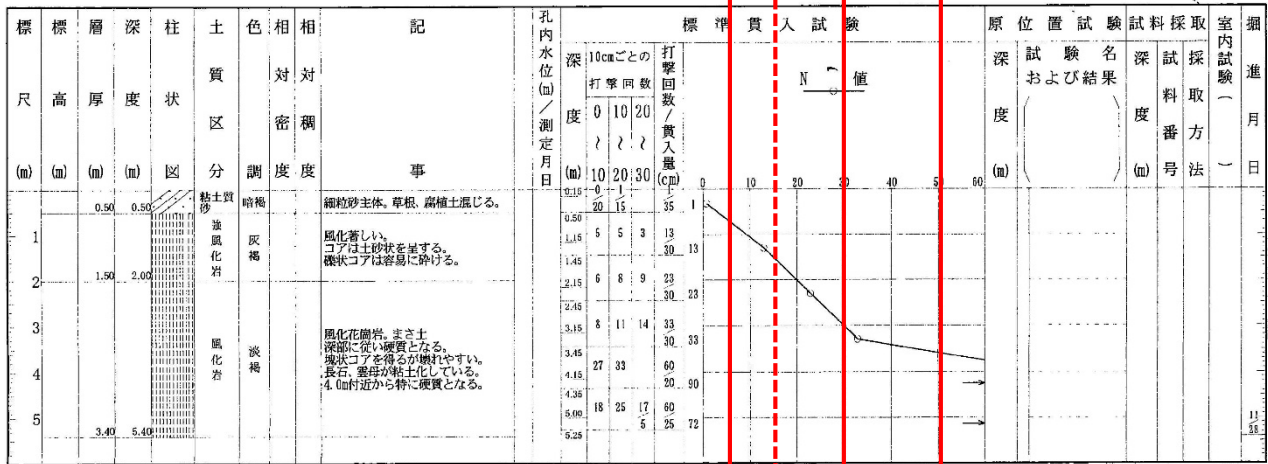 標尺(m) 標高(m) 層厚(m) 深度(m) 柱状図 土質区分 色調 相対密度 相対稠度 記事 孔内水位(m)/測定月日 標準貫入試験 原位置試験 試料採取 室内試験( ) 掘進月日
深度(m) 10cmごとの打撃回数 打撃回数/貫入量(cm) N値 深度(m) 試験名および結果 深度(m) 試料番号 採取方法
0〜10 10〜20 20〜30
0 10 20 30 40 50 60
0.50 0.50 粘土質砂 暗褐 細粒砂主体。草根、腐植土混じる。
0.15 0/20 1/15 1/35 1
0.50
1 1.50 2.00 強風化岩 灰褐
風化著しい。
コアは土砂状を呈する。
礫状コアは容易に砕ける。
1.15 5 5 3 13/30 13
1.45
2 2.15 6 8 9 23/30 23
2.45
3 3.15 8 11 14 33/30 33
3.45
4 3.40 5.40 風化岩 淡褐
風化花崗岩。まさ土
深部に従い硬質となる。
塊状コアを得るが壊れやすい。
長石、雲母が粘土化している。
4.0m付近から特に硬質となる。
4.15 27 33 60/20 90
4.35
5 5.00 18 25 17/5 60/25 72
5.25
11/28